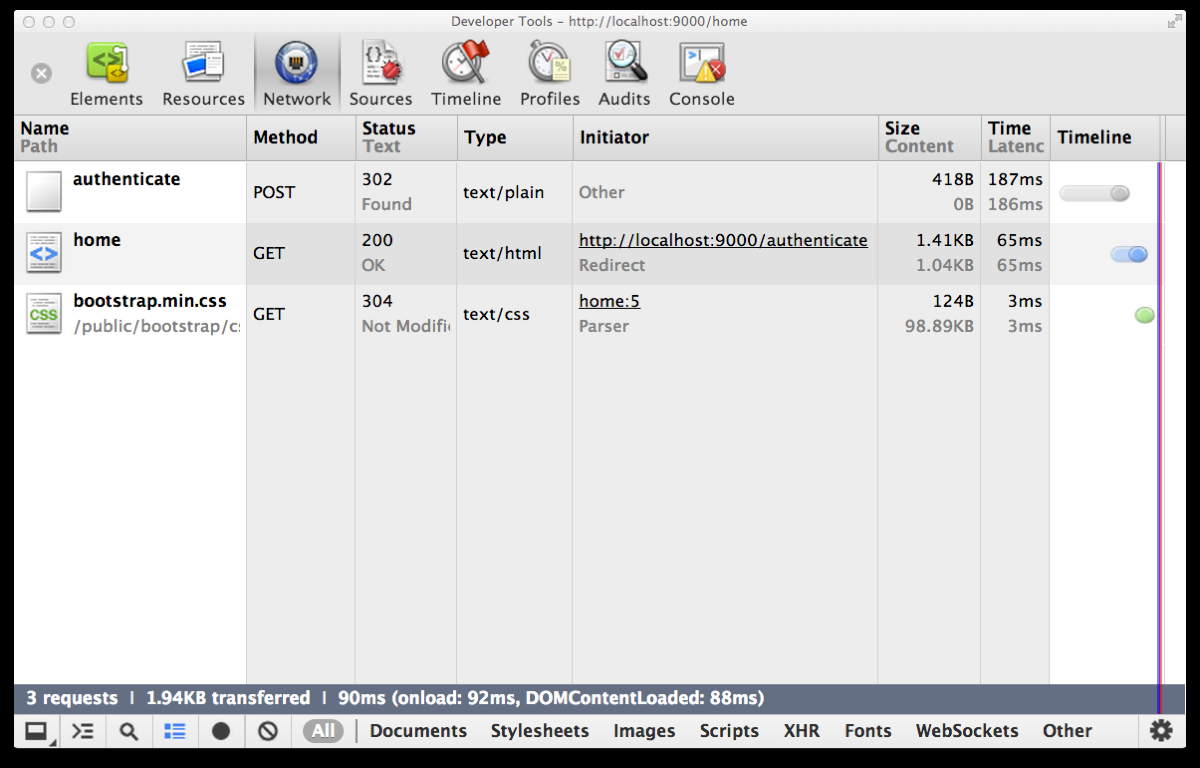 Developer Tools - http://localhost:9000/home
Elements Resources Network Sources Timeline Profiles Audits Console
Name Method Status Type Initiator Size Time Timeline
Path Text Content Latenc
authenticate POST 302 text/plain Other 418B 187ms
Found 0B 186ms
home GET 200 text/html http://localhost:9000/authenticate 1.41KB 65ms
OK Redirect 1.04KB 65ms
bootstrap.min.css GET 304 text/css home:5 124B 3ms
/public/bootstrap/c Not Modifi Parser 98.89KB 3ms
3 requests | 1.94KB transferred | 90ms (onload: 92ms, DOMContentLoaded: 88ms)
All Documents Stylesheets Images Scripts XHR Fonts WebSockets Other